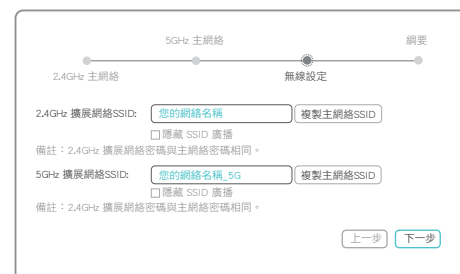 5GHz 主網絡
綱要
2.4GHz 主網絡
無線設定
2.4GHz 擴展網絡SSID: 您的網絡名稱 複製主網絡SSID
隱藏 SSID 廣播
備註：2.4GHz 擴展網絡密碼與主網絡密碼相同。
5GHz 擴展網絡SSID: 您的網絡名稱_5G 複製主網絡SSID
隱藏 SSID 廣播
備註：2.4GHz 擴展網絡密碼與主網絡密碼相同。
上一步 下一步